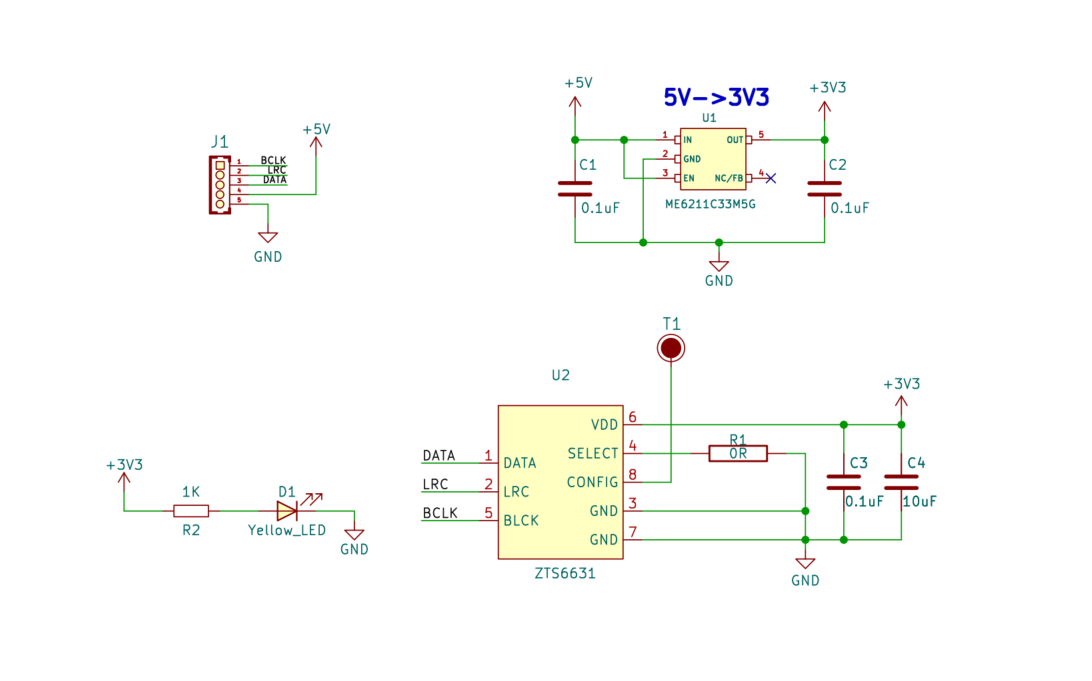 +5V
5V->3V3
+3V3
U1
J1
+5V
1 IN OUT 5
2 GND
3 EN NC/FB 4
C1
0.1uF
C2
0.1uF
ME6211C33M5G
1 BCLK
2 LRC
3 DATA
4
5
GND
GND
T1
U2
+3V3
VDD 6
SELECT 4
R1
0R
CONFIG 8
GND 3
GND 7
DATA 1 DATA
LRC 2 LRC
BCLK 5 BLCK
C3
0.1uF
C4
10uF
ZTS6631
GND
+3V3
1K
R2
D1
Yellow_LED
GND